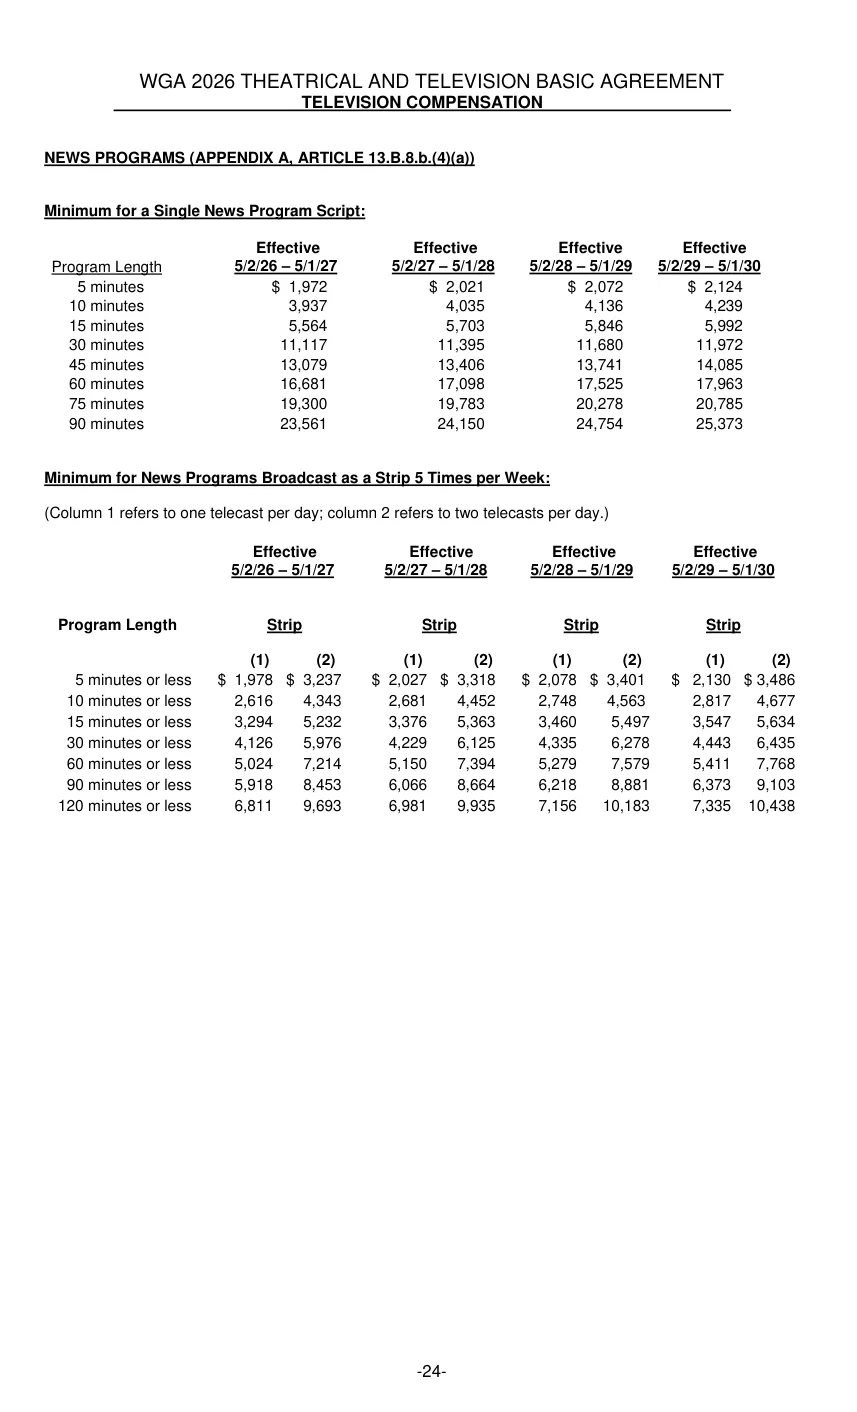 WGA 2026 THEATRICAL AND TELEVISION BASIC AGREEMENT
TELEVISION COMPENSATION
NEWS PROGRAMS (APPENDIX A, ARTICLE 13.B.8.b.(4)(a))
Minimum for a Single News Program Script:
Effective Effective Effective Effective
Program Length 5/2/26 – 5/1/27 5/2/27 – 5/1/28 5/2/28 – 5/1/29 5/2/29 – 5/1/30
5 minutes $ 1,972 $ 2,021 $ 2,072 $ 2,124
10 minutes 3,937 4,035 4,136 4,239
15 minutes 5,564 5,703 5,846 5,992
30 minutes 11,117 11,395 11,680 11,972
45 minutes 13,079 13,406 13,741 14,085
60 minutes 16,681 17,098 17,525 17,963
75 minutes 19,300 19,783 20,278 20,785
90 minutes 23,561 24,150 24,754 25,373
Minimum for News Programs Broadcast as a Strip 5 Times per Week:
(Column 1 refers to one telecast per day; column 2 refers to two telecasts per day.)
Effective Effective Effective Effective
5/2/26 – 5/1/27 5/2/27 – 5/1/28 5/2/28 – 5/1/29 5/2/29 – 5/1/30
Program Length Strip Strip Strip Strip
(1) (2) (1) (2) (1) (2) (1) (2)
5 minutes or less $ 1,978 $ 3,237 $ 2,027 $ 3,318 $ 2,078 $ 3,401 $ 2,130 $ 3,486
10 minutes or less 2,616 4,343 2,681 4,452 2,748 4,563 2,817 4,677
15 minutes or less 3,294 5,232 3,376 5,363 3,460 5,497 3,547 5,634
30 minutes or less 4,126 5,976 4,229 6,125 4,335 6,278 4,443 6,435
60 minutes or less 5,024 7,214 5,150 7,394 5,279 7,579 5,411 7,768
90 minutes or less 5,918 8,453 6,066 8,664 6,218 8,881 6,373 9,103
120 minutes or less 6,811 9,693 6,981 9,935 7,156 10,183 7,335 10,438
-24-